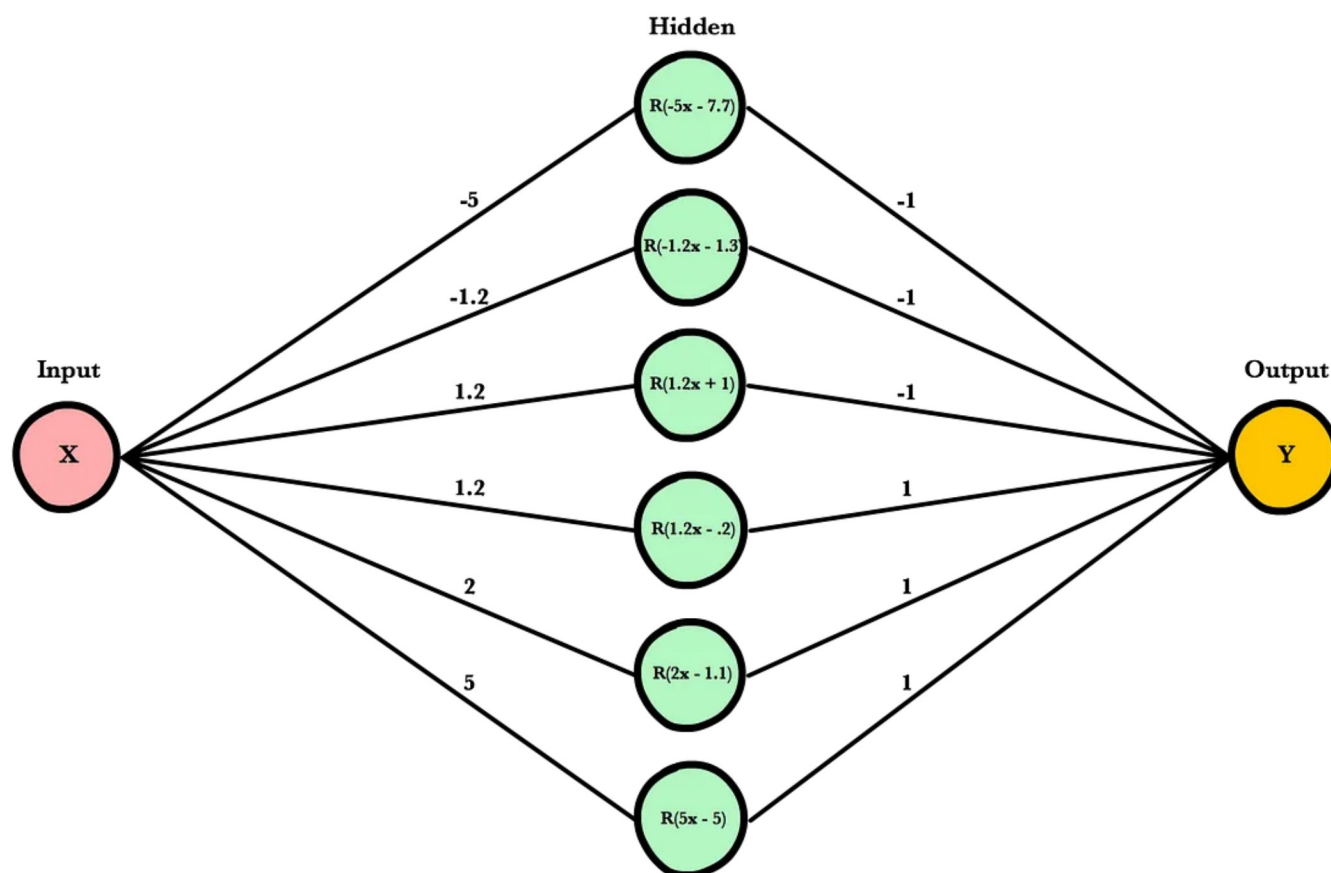 Hidden
R(-5x - 7.7)
-5
-1
R(-1.2x - 1.3)
-1.2
-1
Input
R(1.2x + 1)
1.2
-1
Output
X
Y
1.2
R(1.2x - .2)
1
2
R(2x - 1.1)
1
5
1
R(5x - 5)